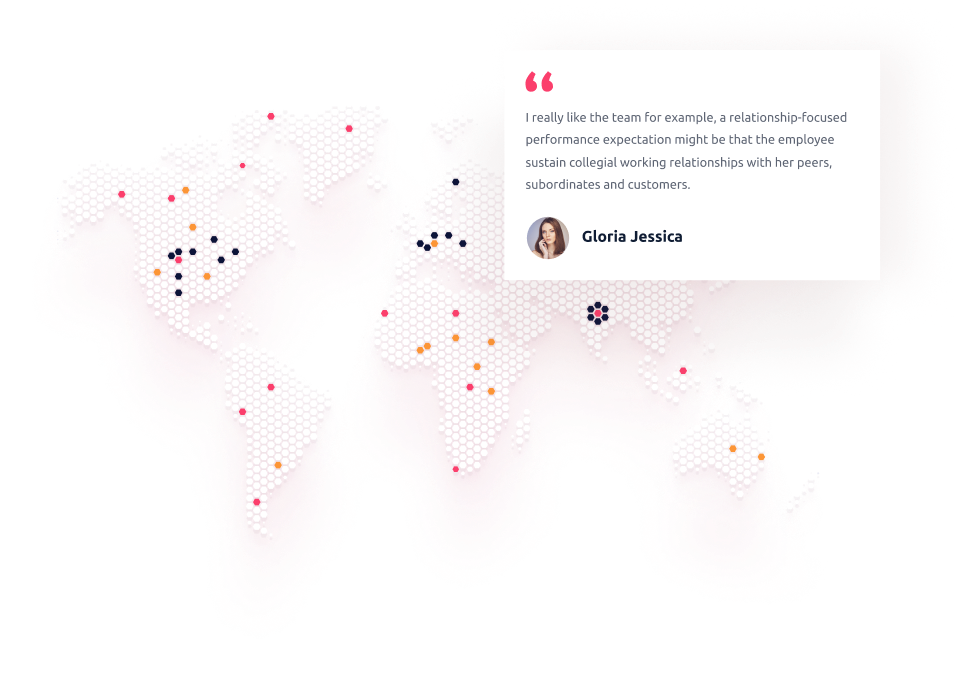 “
I really like the team for example, a relationship-focused
performance expectation might be that the employee
sustain collegial working relationships with her peers,
subordinates and customers.
Gloria Jessica